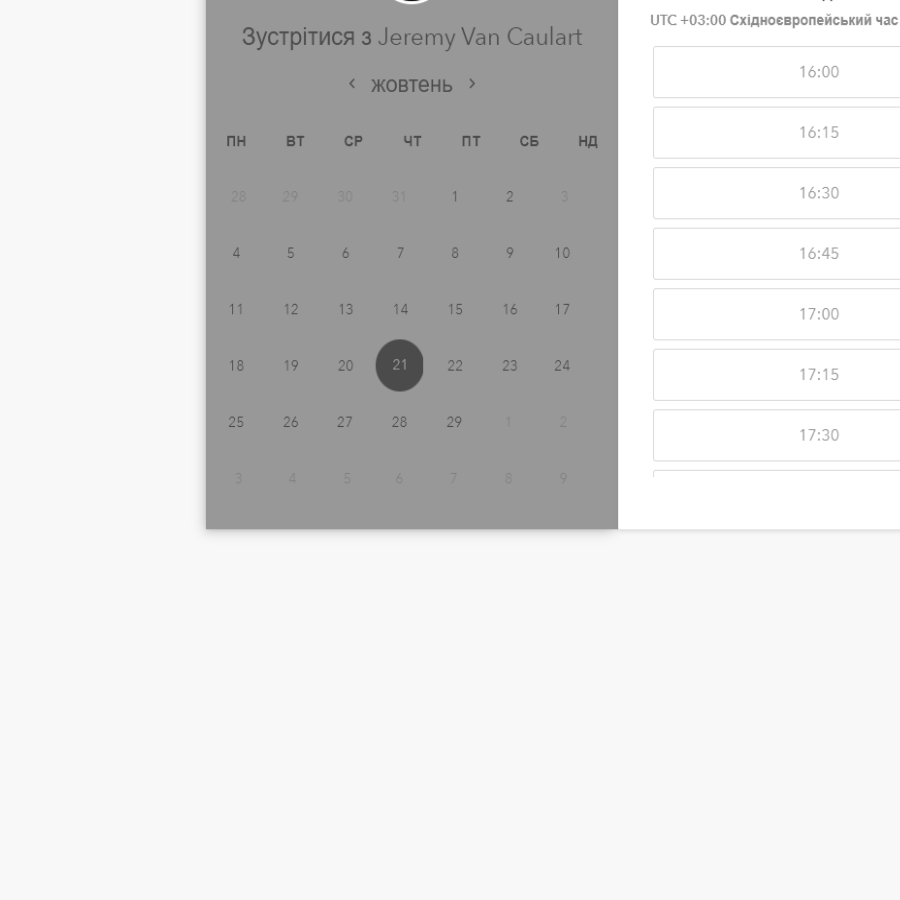 Зустрітися з Jeremy Van Caulart
‹ жовтень ›
ПН ВТ СР ЧТ ПТ СБ НД
28 29 30 31 1 2 3
4 5 6 7 8 9 10
11 12 13 14 15 16 17
18 19 20 21 22 23 24
25 26 27 28 29 1 2
3 4 5 6 7 8 9
UTC +03:00 Східноєвропейський час
16:00
16:15
16:30
16:45
17:00
17:15
17:30